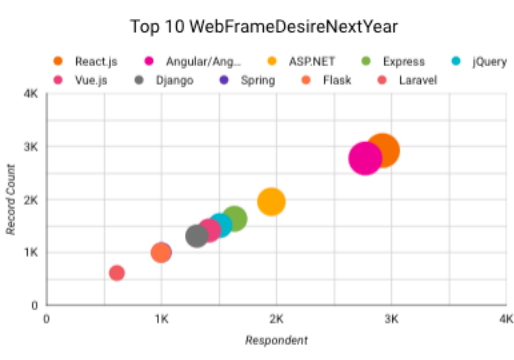 Top 10 WebFrameDesireNextYear
React.js Angular/Ang... ASP.NET Express jQuery
Vue.js Django Spring Flask Laravel
4K
3K
2K
1K
0
Record Count
0 1K 2K 3K 4K
Respondent